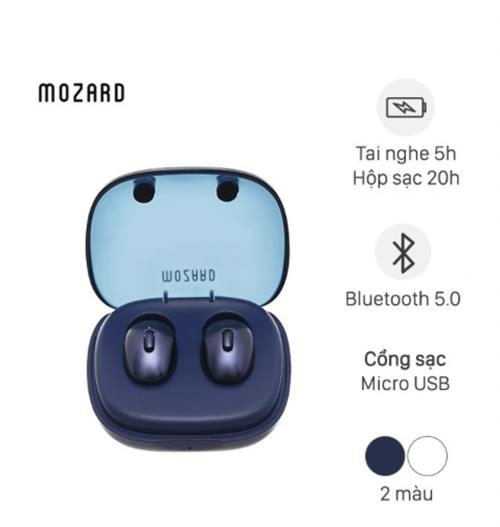 MOZARD
MOZARD
Tai nghe 5h
Hộp sạc 20h
Bluetooth 5.0
Cổng sạc
Micro USB
2 màu